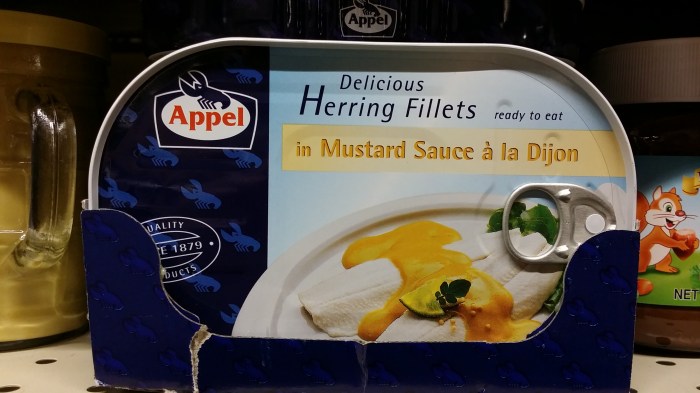 Appel
Appel
Delicious
Herring Fillets ready to eat
in Mustard Sauce à la Dijon
1879
NET